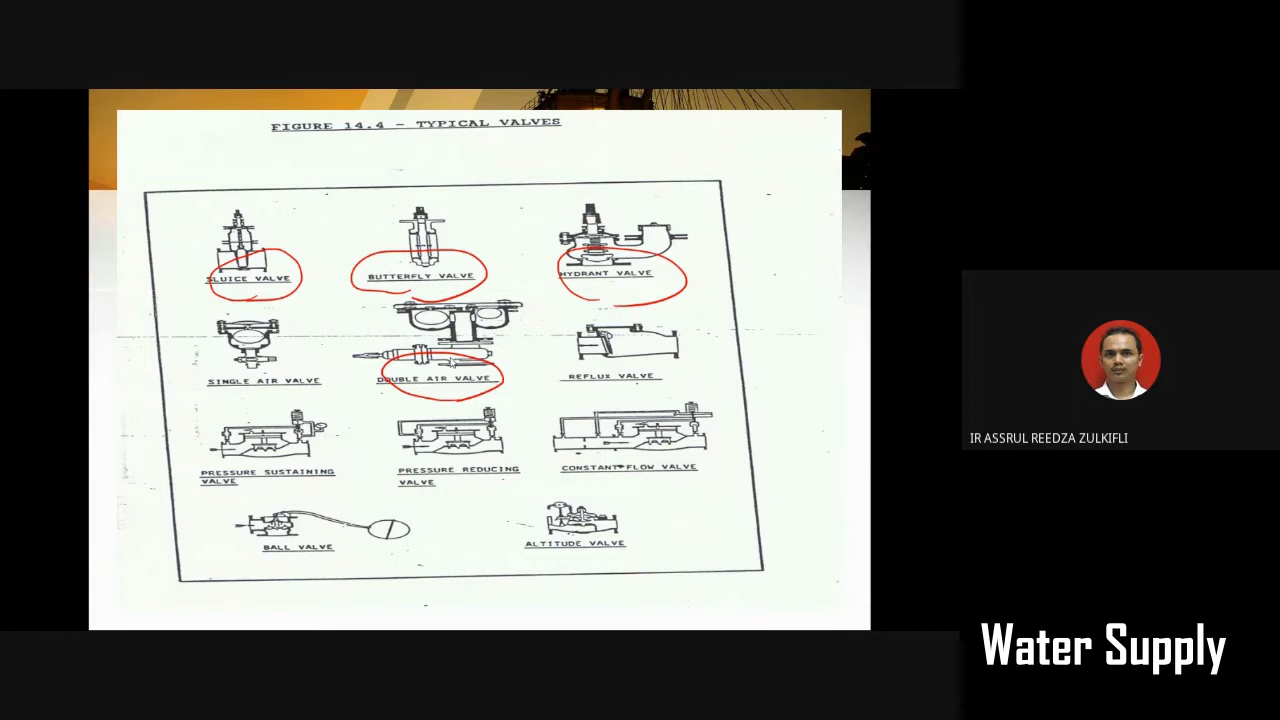 FIGURE 14.4 - TYPICAL VALVES
SLUICE VALVE
BUTTERFLY VALVE
HYDRANT VALVE
SINGLE AIR VALVE
DOUBLE AIR VALVE
REFLUX VALVE
PRESSURE SUSTAINING
VALVE
PRESSURE REDUCING
VALVE
CONSTANT FLOW VALVE
BALL VALVE
ALTITUDE VALVE
IR ASSRUL REEDZA ZULKIFLI
Water Supply